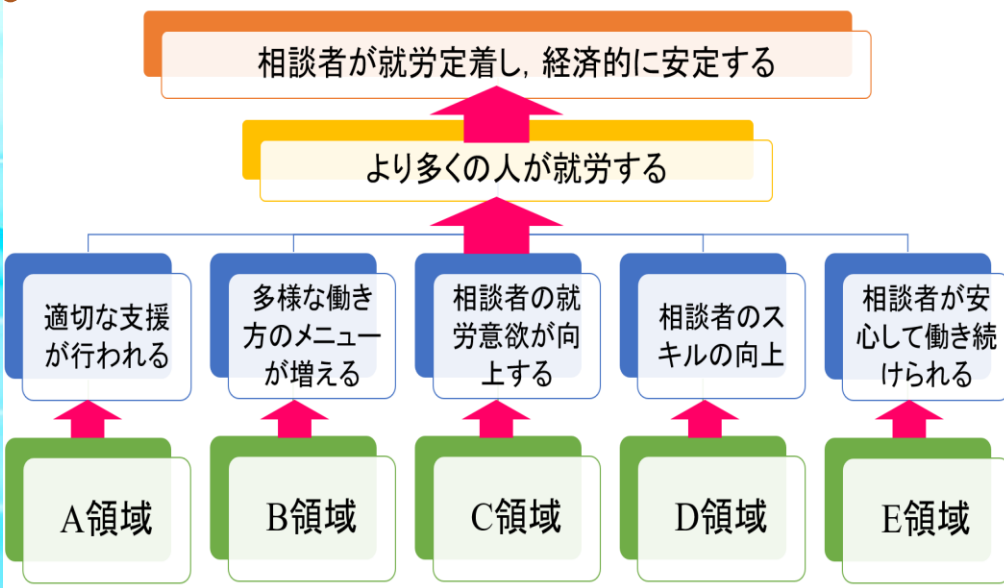 相談者が就労定着し，経済的に安定する
より多くの人が就労する
適切な支援
が行われる
多様な働き
方のメニュー
が増える
相談者の就
労意欲が向
上する
相談者のス
キルの向上
相談者が安
心して働き続
けられる
A領域
B領域
C領域
D領域
E領域